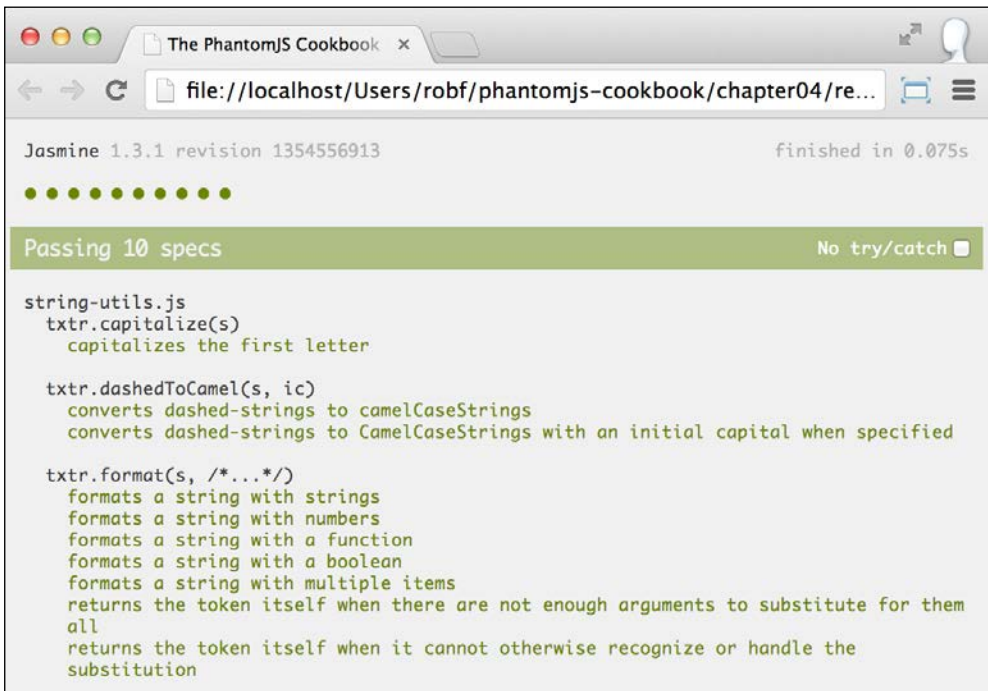 The PhantomJS Cookbook
file://localhost/Users/robf/phantomjs-cookbook/chapter04/re...
Jasmine 1.3.1 revision 1354556913 finished in 0.075s
Passing 10 specs No try/catch
string-utils.js
txtr.capitalize(s)
capitalizes the first letter
txtr.dashedToCamel(s, ic)
converts dashed-strings to camelCaseStrings
converts dashed-strings to CamelCaseStrings with an initial capital when specified
txtr.format(s, /*...*/)
formats a string with strings
formats a string with numbers
formats a string with a function
formats a string with a boolean
formats a string with multiple items
returns the token itself when there are not enough arguments to substitute for them
all
returns the token itself when it cannot otherwise recognize or handle the
substitution